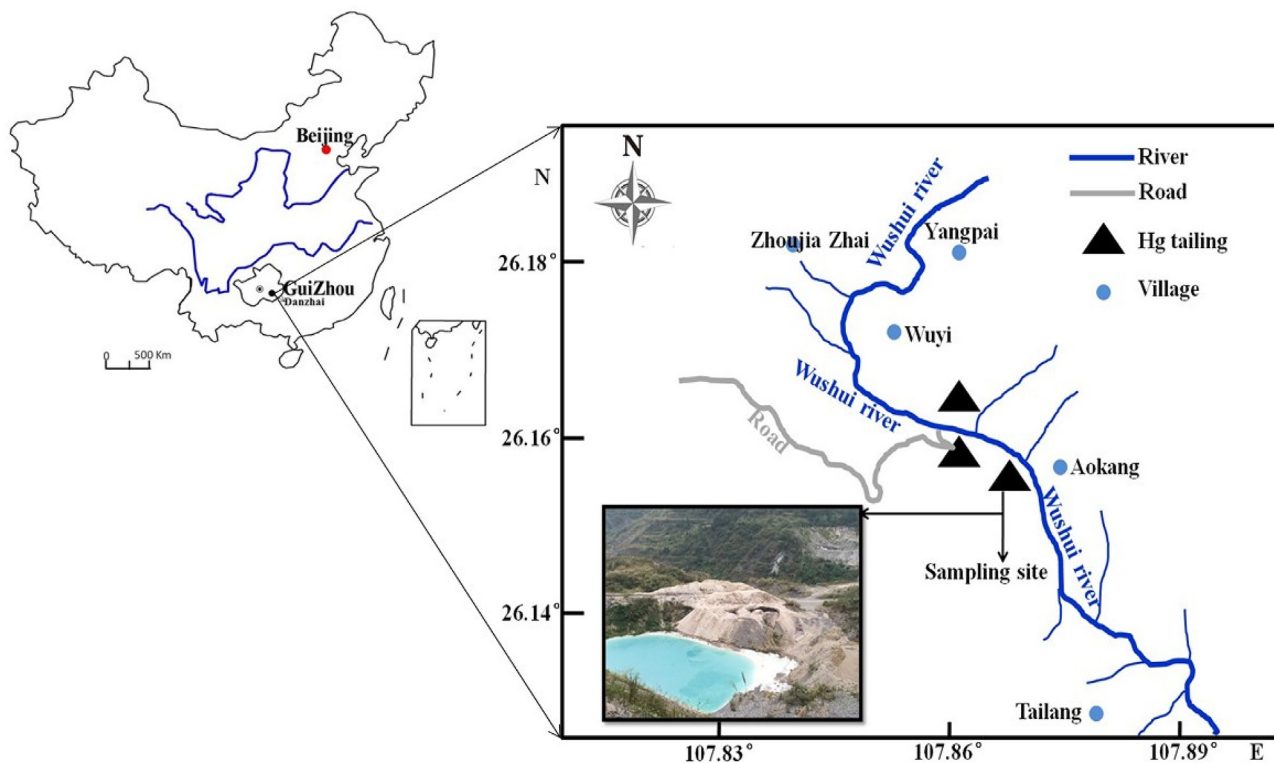 Beijing
GuiZhou
Danzhai
0 500 Km
N
N
River
Road
Hg tailing
Village
Wushui river
Zhoujia Zhai
Yangpai
26.18°
Wuyi
Wushui river
Road
26.16°
Aokang
Wushui river
Sampling site
26.14°
Tailang
107.83°
107.86°
107.89°
E